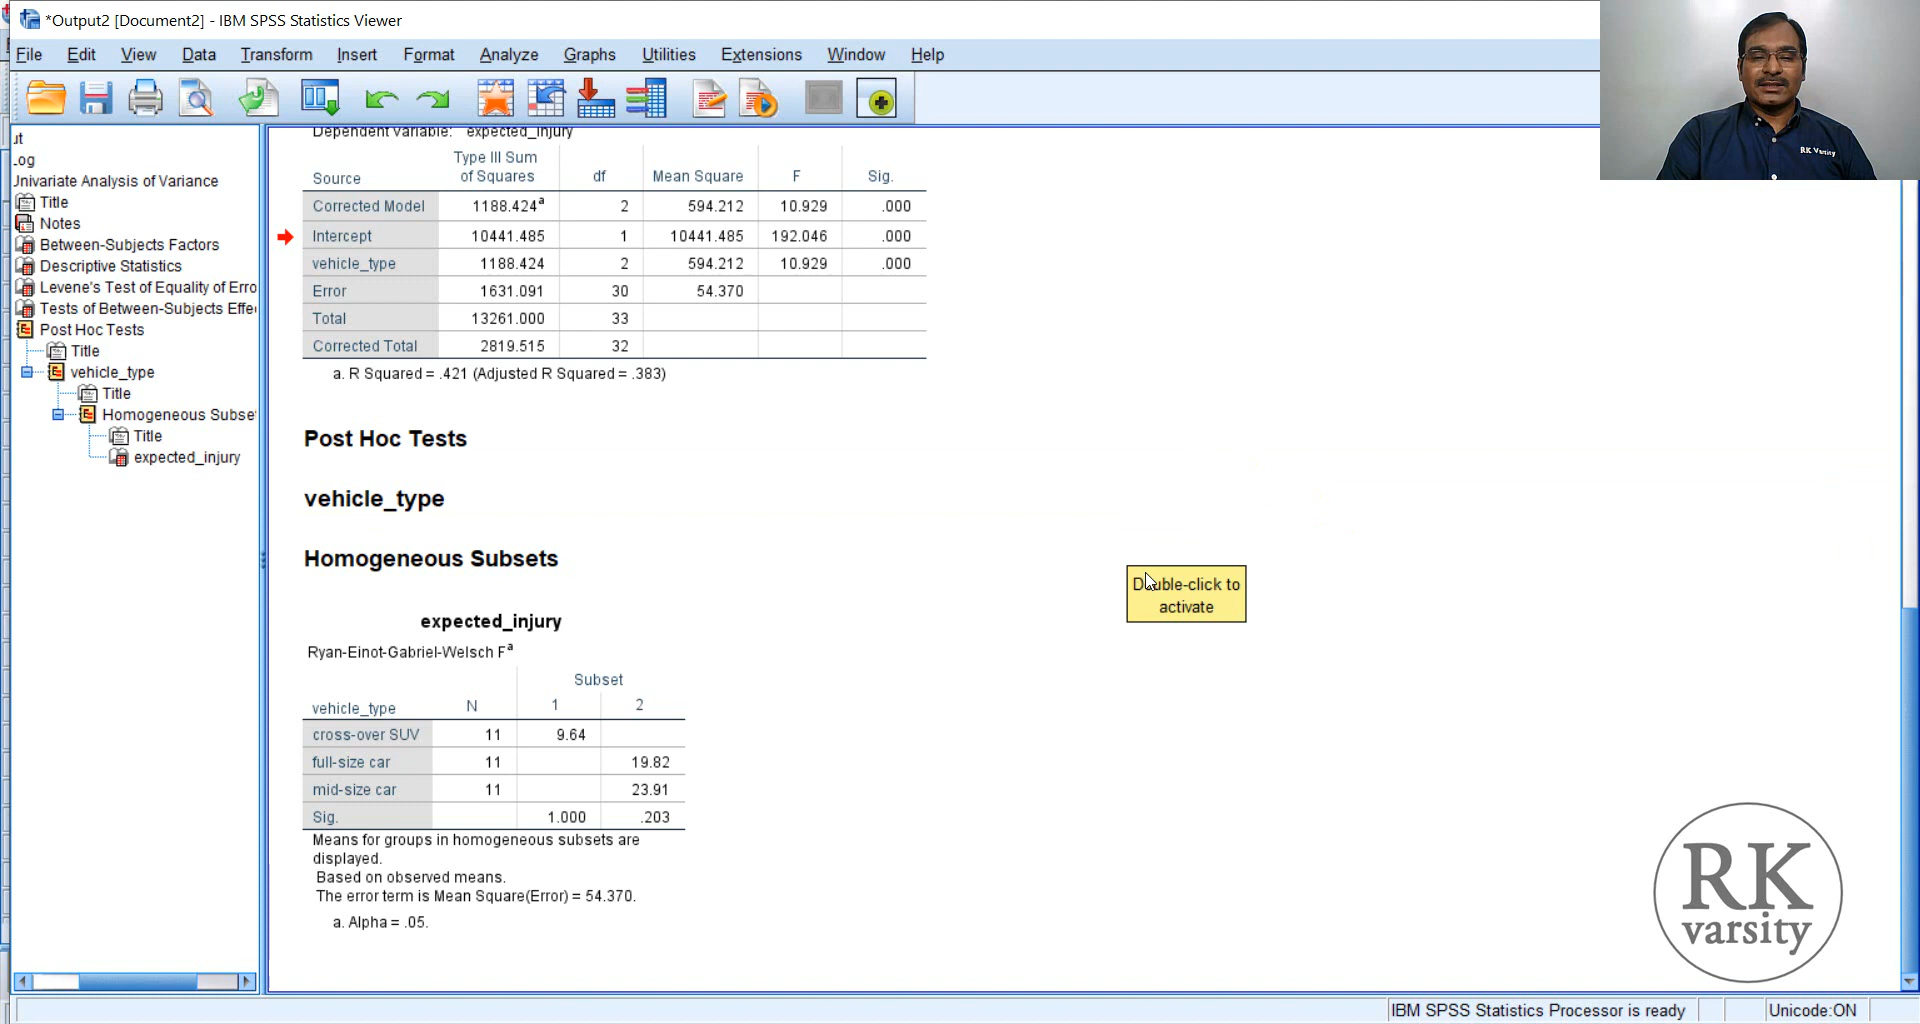 *Output2 [Document2] - IBM SPSS Statistics Viewer
File Edit View Data Transform Insert Format Analyze Graphs Utilities Extensions Window Help
RK Varsity
ut
Log
Univariate Analysis of Variance
Title
Notes
Between-Subjects Factors
Descriptive Statistics
Levene's Test of Equality of Erro
Tests of Between-Subjects Effe
Post Hoc Tests
Title
vehicle_type
Title
Homogeneous Subse
Title
expected_injury
Dependent Variable: expected_injury
Source Type III Sum of Squares df Mean Square F Sig.
Corrected Model 1188.424a 2 594.212 10.929 .000
Intercept 10441.485 1 10441.485 192.046 .000
vehicle_type 1188.424 2 594.212 10.929 .000
Error 1631.091 30 54.370
Total 13261.000 33
Corrected Total 2819.515 32
a. R Squared = .421 (Adjusted R Squared = .383)
Post Hoc Tests
vehicle_type
Homogeneous Subsets
Double-click to
activate
expected_injury
Ryan-Einot-Gabriel-Welsch Fa
Subset
vehicle_type N 1 2
cross-over SUV 11 9.64
full-size car 11 19.82
mid-size car 11 23.91
Sig. 1.000 .203
Means for groups in homogeneous subsets are
displayed.
Based on observed means.
The error term is Mean Square(Error) = 54.370.
a. Alpha = .05.
RK
varsity
IBM SPSS Statistics Processor is ready Unicode:ON